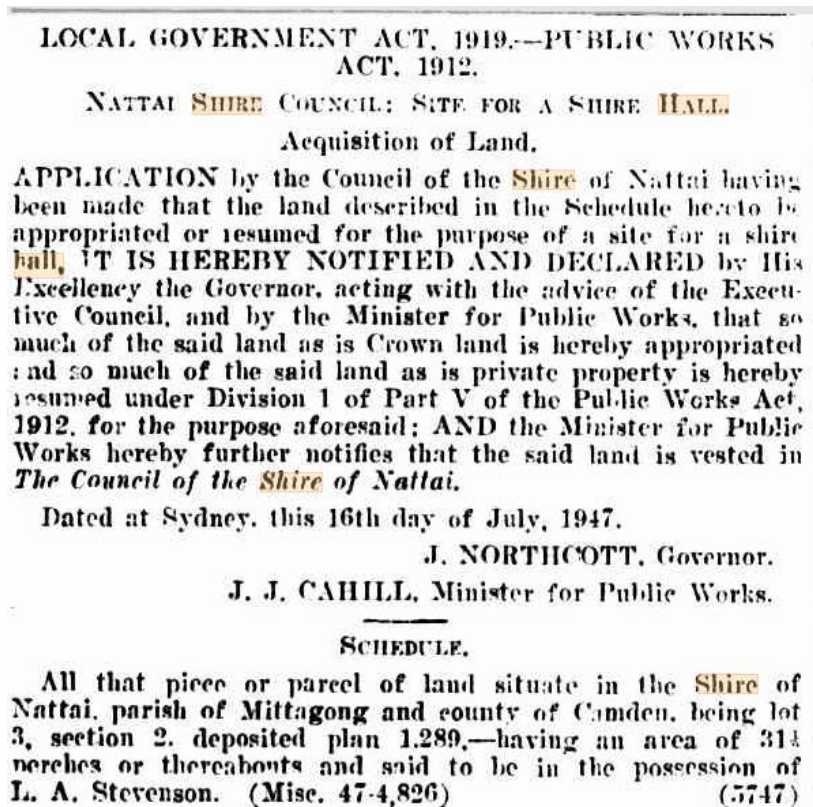 LOCAL GOVERNMENT ACT, 1919.—PUBLIC WORKS
ACT, 1912.
NATTAI SHIRE COUNCIL: SITE FOR A SHIRE HALL.
Acquisition of Land.
APPLICATION by the Council of the Shire of Nattai having
been made that the land described in the Schedule hereto be
appropriated or resumed for the purpose of a site for a shire
hall, IT IS HEREBY NOTIFIED AND DECLARED by His
Excellency the Governor, acting with the advice of the Execu-
tive Council, and by the Minister for Public Works, that so
much of the said land as is Crown land is hereby appropriated
and so much of the said land as is private property is hereby
resumed under Division 1 of Part V of the Public Works Act,
1912, for the purpose aforesaid; AND the Minister for Public
Works hereby further notifies that the said land is vested in
The Council of the Shire of Nattai.
Dated at Sydney, this 16th day of July, 1947.
J. NORTHCOTT, Governor.
J. J. CAHILL, Minister for Public Works.
SCHEDULE.
All that piece or parcel of land situate in the Shire of
Nattai, parish of Mittagong and county of Camden, being lot
3, section 2, deposited plan 1,289,—having an area of
perches or thereabouts and said to be in the possession of
L. A. Stevenson. (Misc. 47-4,826) (5747)